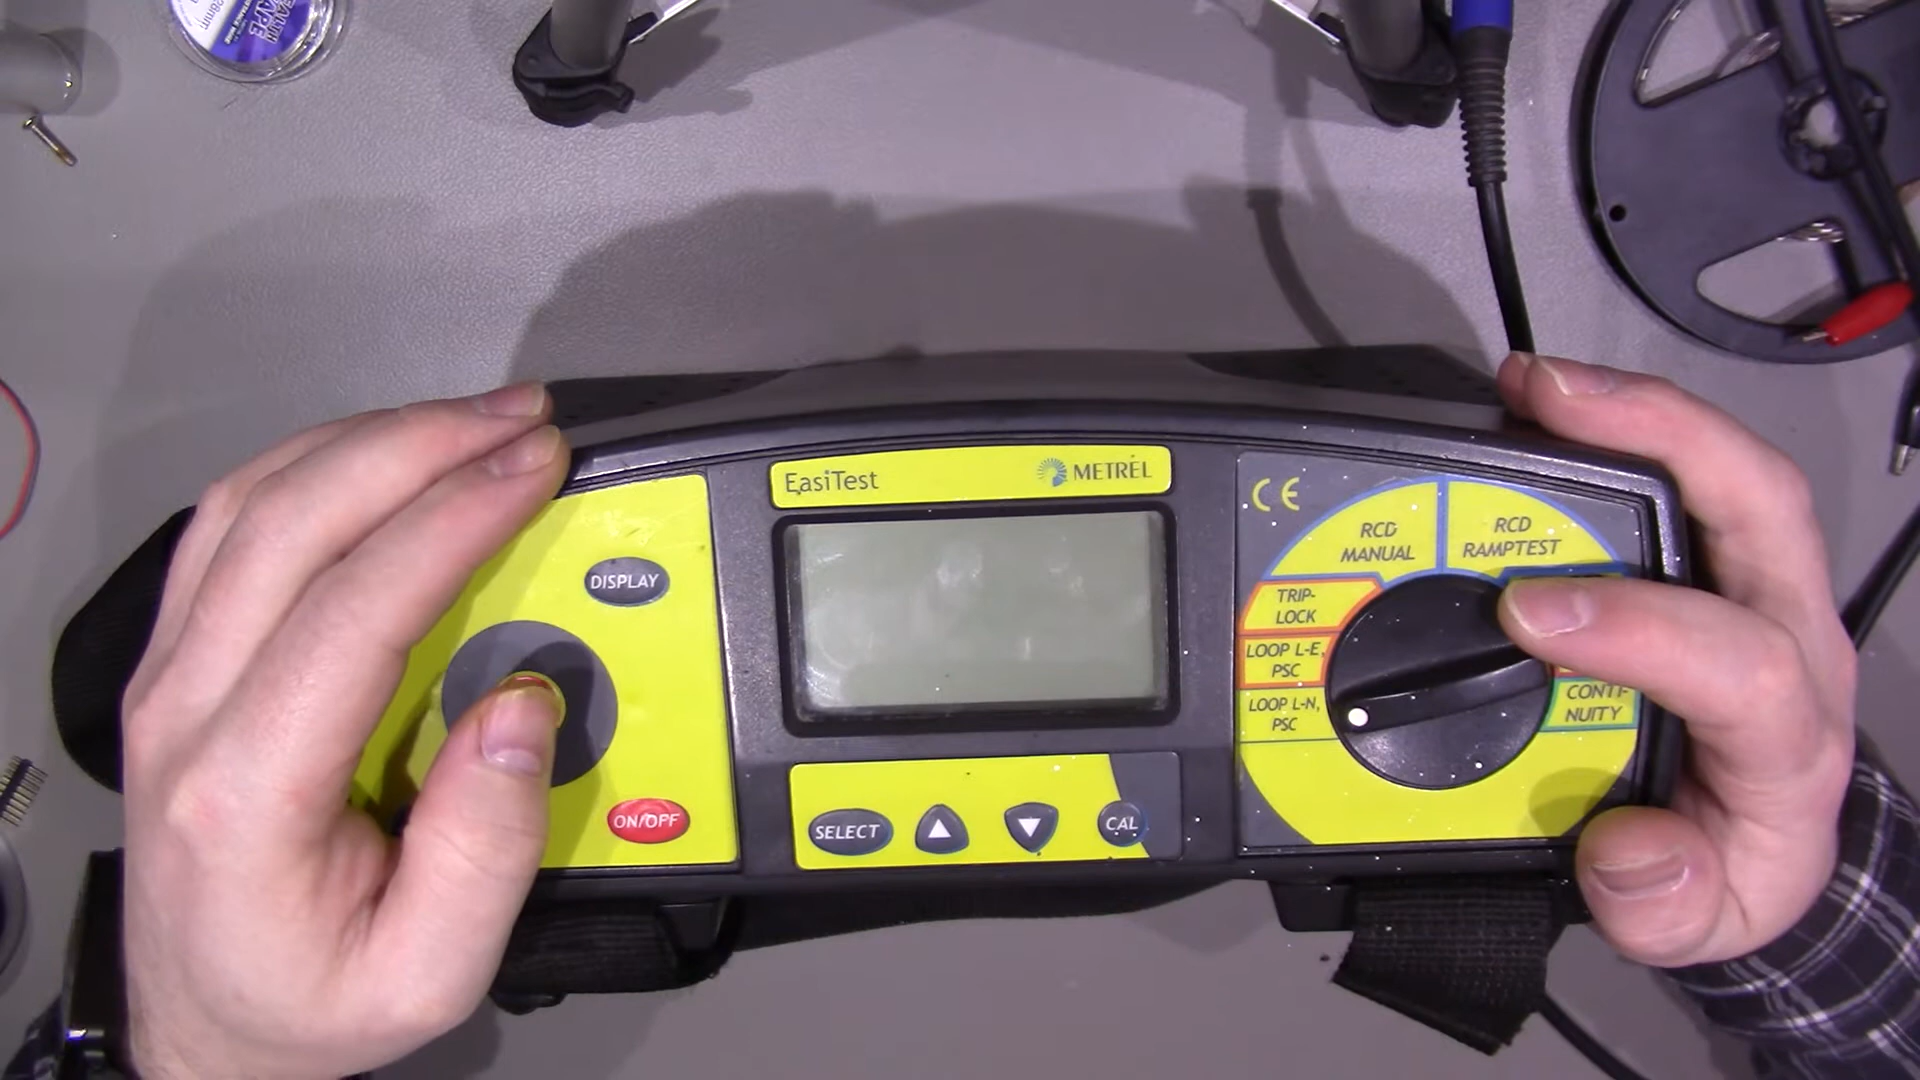 28mm
EasiTest
METREL
CE
RCD
MANUAL
RCD
RAMPTEST
TRIP-
LOCK
LOOP L-E,
PSC
LOOP L-N,
PSC
CONTI-
NUITY
DISPLAY
ON/OFF
SELECT
CAL